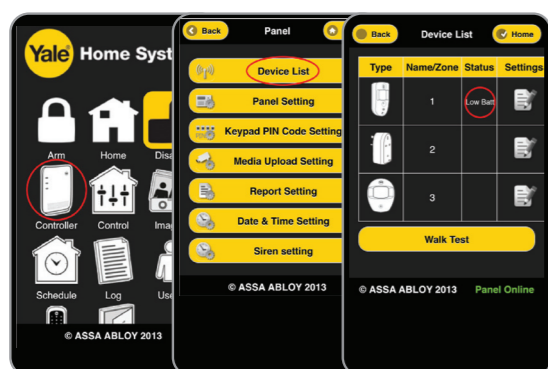 Yale Home Syst
Arm Home Disa
Controller Control Imag
Schedule Log Use
© ASSA ABLOY 2013
Back Panel
Device List
Panel Setting
Keypad PIN Code Setting
Media Upload Setting
Report Setting
Date & Time Setting
Siren setting
© ASSA ABLOY 2013
Back Device List Home
Type Name/Zone Status Settings
1 Low Batt
2
3
Walk Test
© ASSA ABLOY 2013 Panel Online